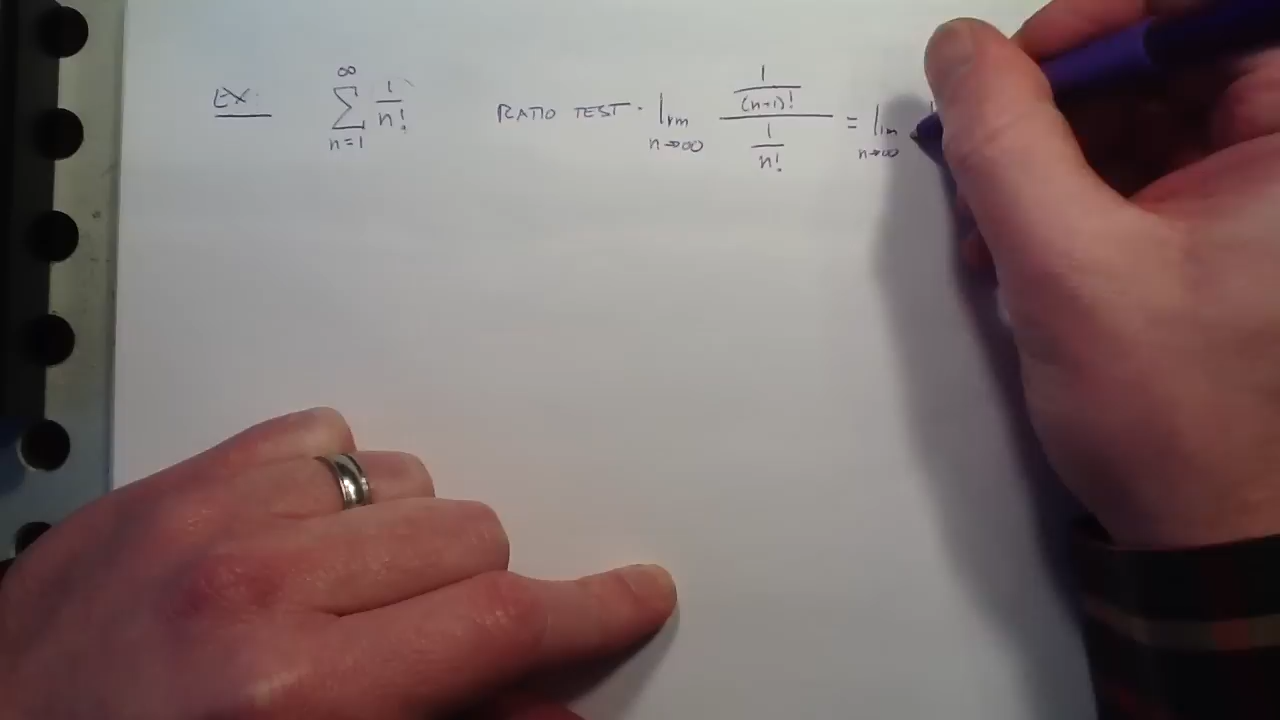 EX: ∞ ∑ n=1 1/n! RATIO TEST. lim n→∞ (1/(n+1)!)/(1/n!) = lim n→∞